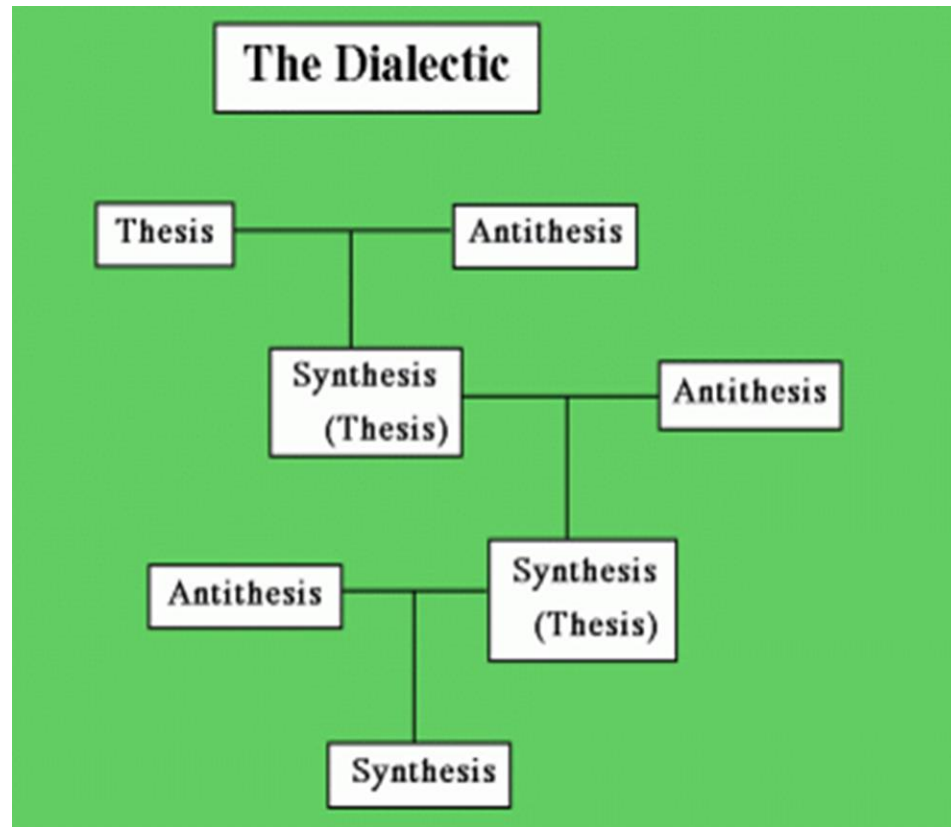 The Dialectic
Thesis
Antithesis
Synthesis
(Thesis)
Antithesis
Antithesis
Synthesis
(Thesis)
Synthesis